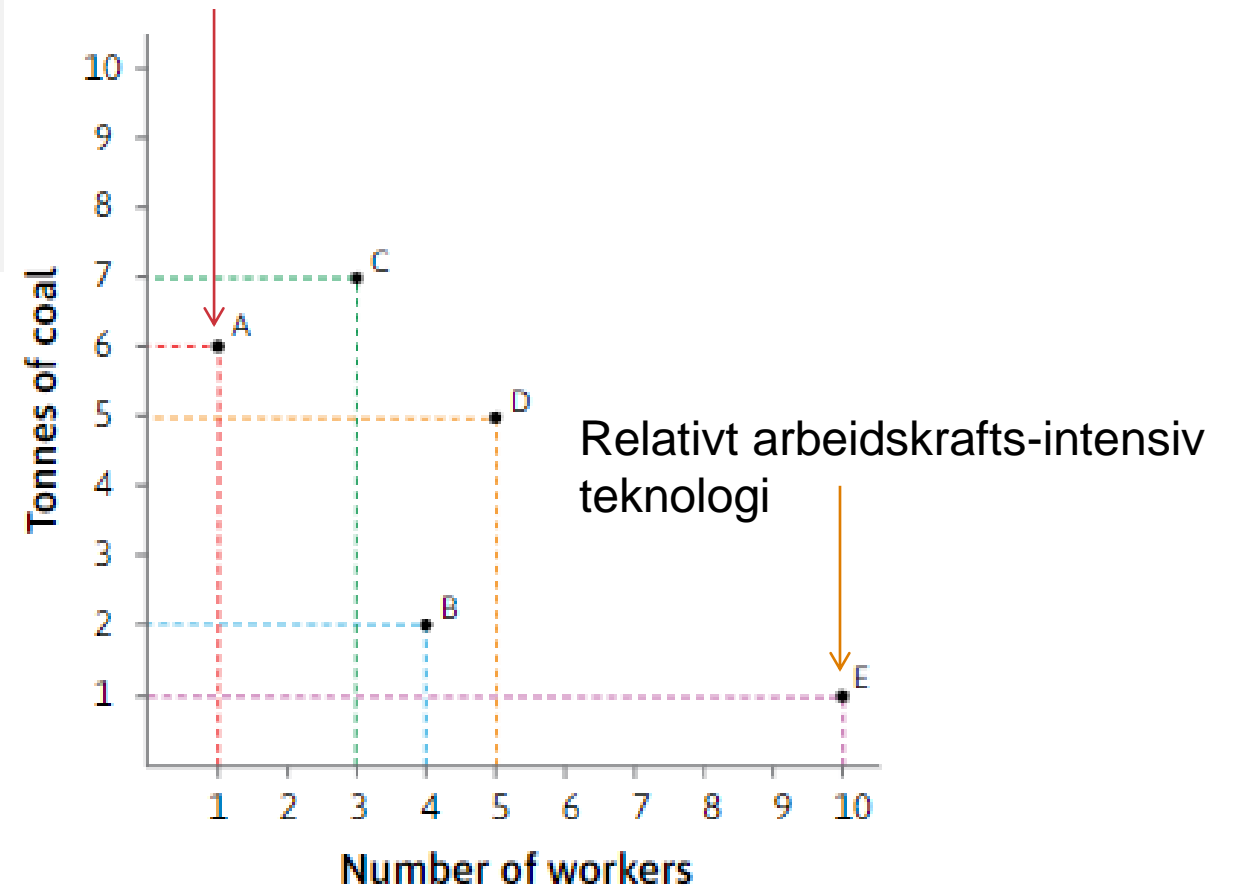 10
9
8
7
6
5
4
3
2
1
Tonnes of coal
C
A
D
B
E
Relativt arbeidskrafts-intensiv
teknologi
1 2 3 4 5 6 7 8 9 10
Number of workers